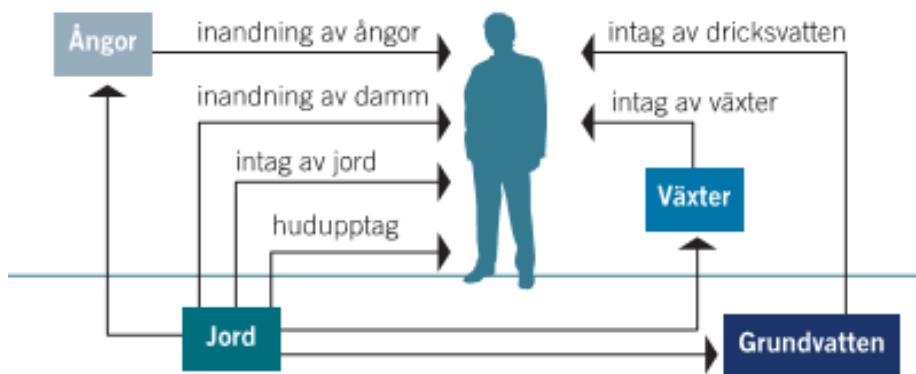 Ångor
inandning av ångor
intag av dricksvatten
inandning av damm
intag av växter
intag av jord
Växter
hudupptag
Jord
Grundvatten